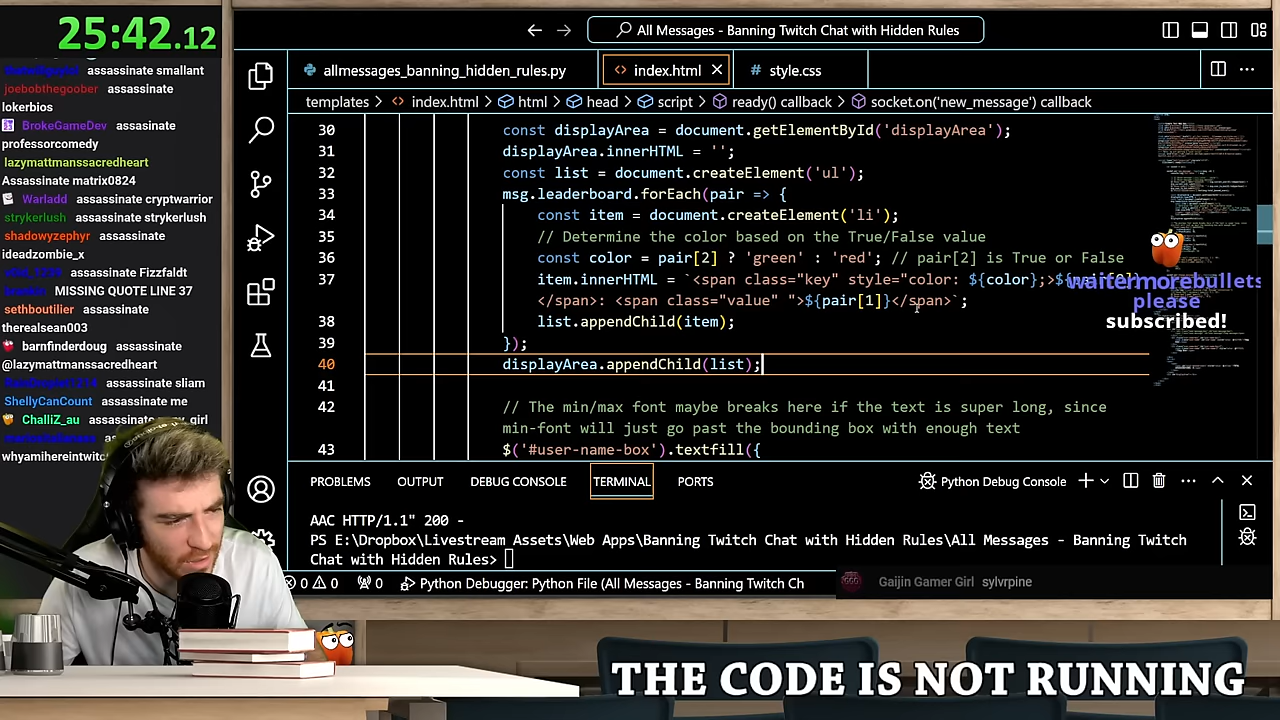 25:42.12
assassinate smallant
joebobthegoober assassinate
lokerbios
BrokeGameDev assasinate
professorcomedy
lazymattmanssacredheart
Assassinate matrix0824
Warladd assassinate cryptwarrior
strykerlush assassinate strykerlush
shadowyzephyr assassinate
ideadzombie_x
assassinate Fizzfaldt
MISSING QUOTE LINE 37
sethboutilier assassinate
therealsean003
barnfinderdoug assassinate
@lazymattmanssacredheart
assassinate sliam
ShellyCanCount assassinate me
ChalliZ_au
whyamihereintwitc
All Messages - Banning Twitch Chat with Hidden Rules
allmessages_banning_hidden_rules.py
<> index.html
# style.css
templates > <> index.html > html > head > script > ready() callback > socket.on('new_message') callback
30 const displayArea = document.getElementById('displayArea');
31 displayArea.innerHTML = '';
32 const list = document.createElement('ul');
33 msg.leaderboard.forEach(pair => {
34 const item = document.createElement('li');
35 // Determine the color based on the True/False value
36 const color = pair[2] ? 'green' : 'red'; // pair[2] is True or False
37 item.innerHTML = `<span class="key" style="color: ${color};>
</span>: <span class="value" ">${pair[1]}</span>`;
38 list.appendChild(item);
39 });
40 displayArea.appendChild(list);
41
42 // The min/max font maybe breaks here if the text is super long, since
min-font will just go past the bounding box with enough text
43 $('#user-name-box').textfill({
waitermorebullets
please
subscribed!
PROBLEMS OUTPUT DEBUG CONSOLE TERMINAL PORTS
Python Debug Console
AAC HTTP/1.1" 200 -
PS E:\Dropbox\Livestream Assets\Web Apps\Banning Twitch Chat with Hidden Rules\All Messages - Banning Twitch
Chat with Hidden Rules>
0 0 0 Python Debugger: Python File (All Messages - Banning Twitch Ch
Gaijin Gamer Girl sylvrpine
THE CODE IS NOT RUNNING